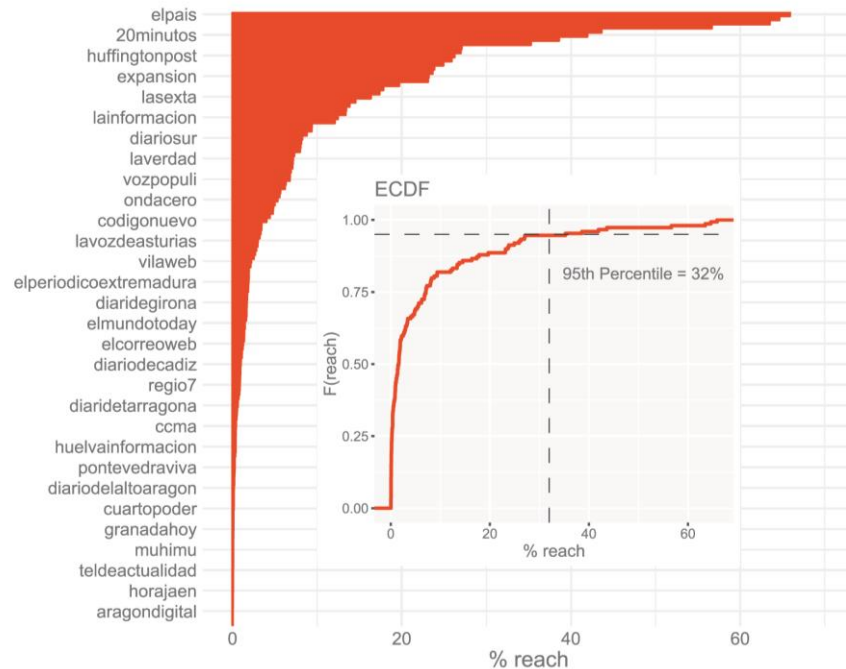 elpais
20minutos
huffingtonpost
expansion
lasexta
lainformacion
diariosur
laverdad
vozpopuli
ondacero
codigonuevo
lavozdeasturias
vilaweb
elperiodicoextremadura
diaridegirona
elmundotoday
elcorreoweb
diariodecadiz
regio7
diaridetarragona
ccma
huelvainformacion
pontevedraviva
diariodelaltoaragon
cuartopoder
granadahoy
muhimu
teldeactualidad
horajaen
aragondigital
0 20 40 60
% reach
ECDF
1.00
0.75
0.50
0.25
0.00
F(reach)
95th Percentile = 32%
0 20 40 60
% reach